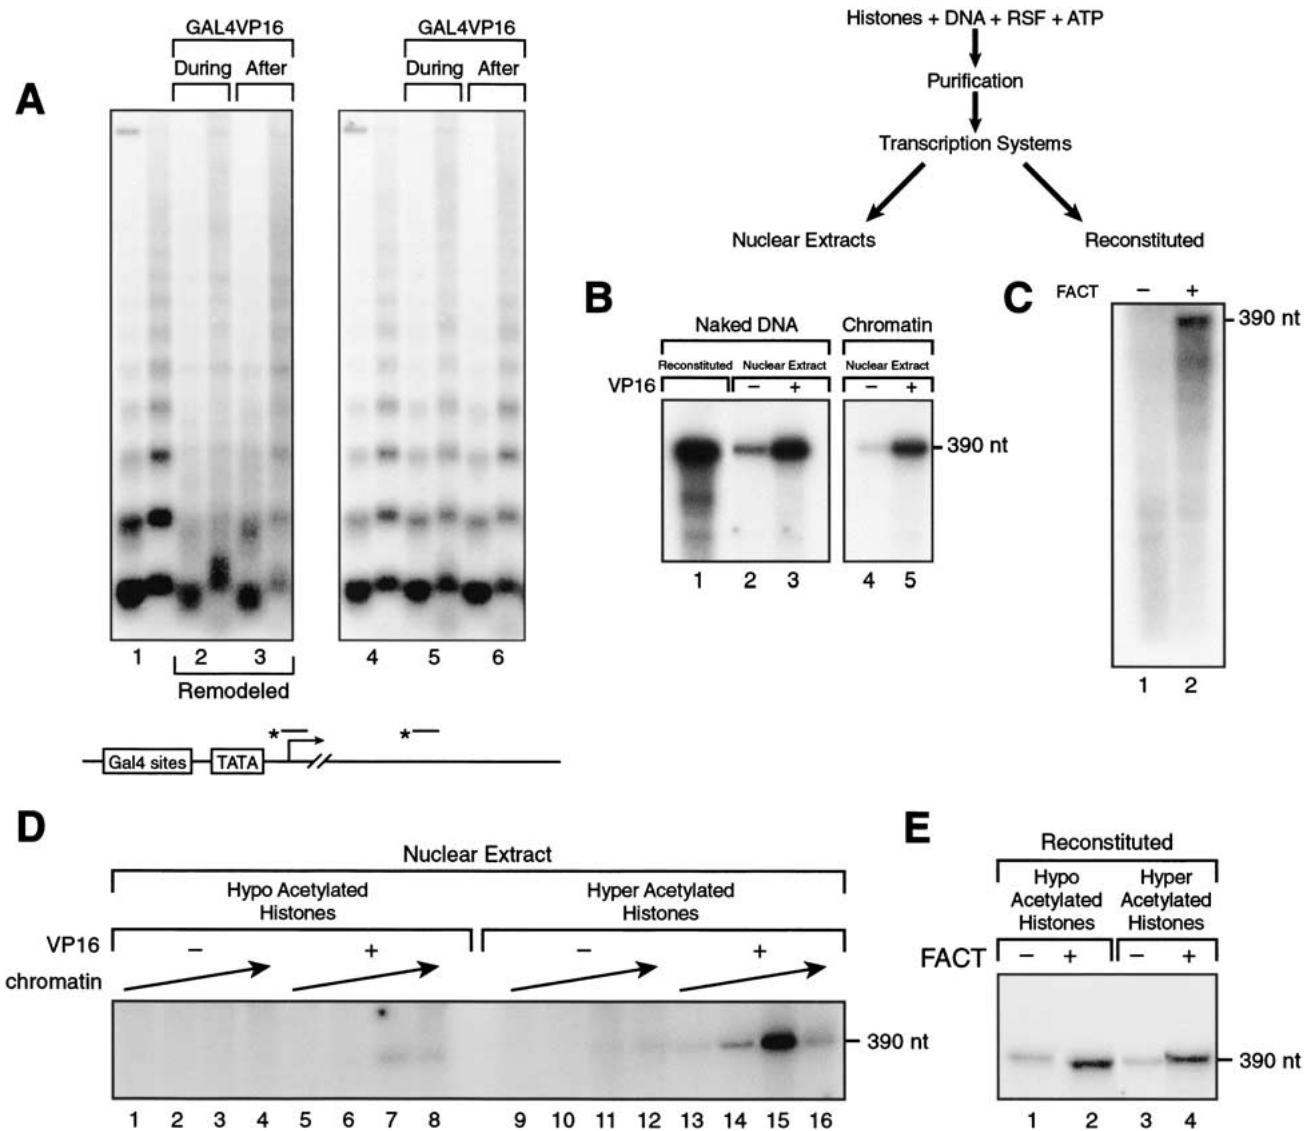 A
GAL4VP16
During After
GAL4VP16
During After
1 2 3
Remodeled
4 5 6
*
*
Gal4 sites TATA
Histones + DNA + RSF + ATP
Purification
Transcription Systems
Nuclear Extracts Reconstituted
B
Naked DNA Chromatin
Reconstituted Nuclear Extract Nuclear Extract
VP16 − + − +
390 nt
1 2 3 4 5
C
FACT − +
390 nt
1 2
D
Nuclear Extract
Hypo Acetylated
Histones
Hyper Acetylated
Histones
VP16 − + − +
chromatin
390 nt
1 2 3 4 5 6 7 8 9 10 11 12 13 14 15 16
E
Reconstituted
Hypo
Acetylated
Histones
Hyper
Acetylated
Histones
FACT − + − +
390 nt
1 2 3 4